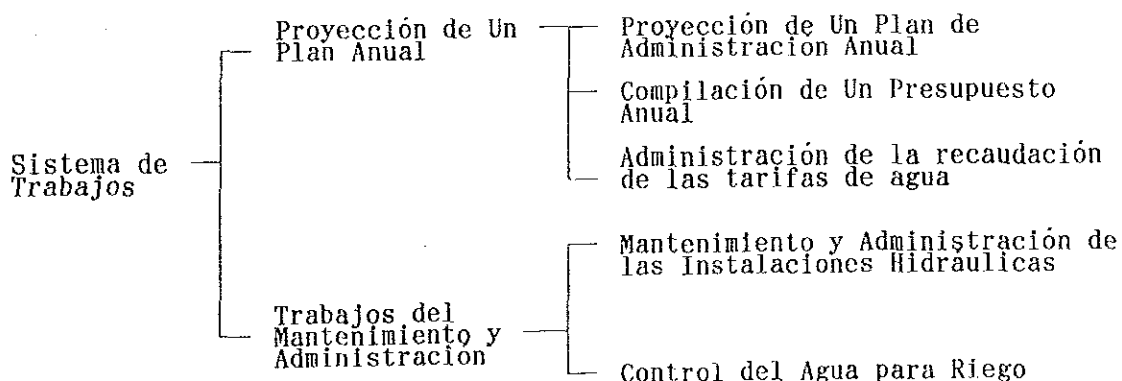 Proyección de Un
Plan Anual
Proyección de Un Plan de
Administracion Anual
Compilación de Un Presupuesto
Anual
Administración de la recaudación
de las tarifas de agua
Sistema de
Trabajos
Trabajos del
Mantenimiento y
Administracion
Mantenimiento y Administración de
las Instalaciones Hidráulicas
Control del Agua para Riego